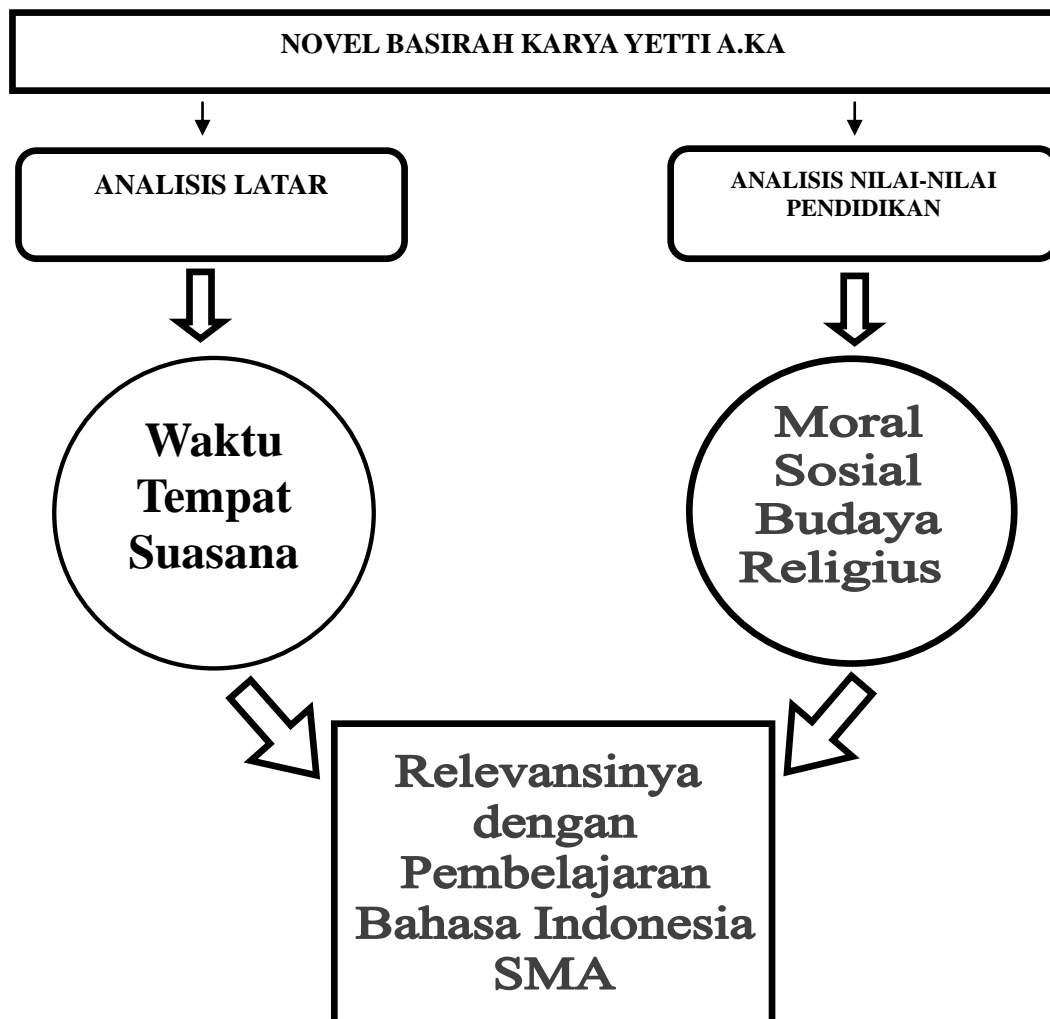 NOVEL BASIRAH KARYA YETTI A.KA
ANALISIS LATAR
ANALISIS NILAI-NILAI
PENDIDIKAN
Waktu
Tempat
Suasana
Moral
Sosial
Budaya
Religius
Relevansinya
dengan
Pembelajaran
Bahasa Indonesia
SMA